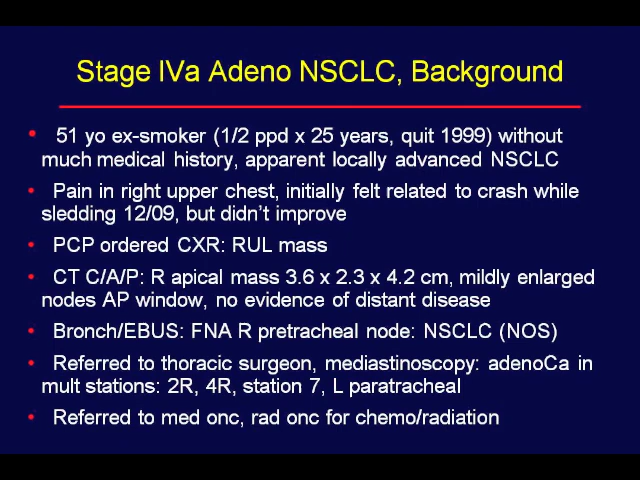 Stage IVa Adeno NSCLC, Background
• 51 yo ex-smoker (1/2 ppd x 25 years, quit 1999) without
much medical history, apparent locally advanced NSCLC
• Pain in right upper chest, initially felt related to crash while
sledding 12/09, but didn't improve
• PCP ordered CXR: RUL mass
• CT C/A/P: R apical mass 3.6 x 2.3 x 4.2 cm, mildly enlarged
nodes AP window, no evidence of distant disease
• Bronch/EBUS: FNA R pretracheal node: NSCLC (NOS)
• Referred to thoracic surgeon, mediastinoscopy: adenoCa in
mult stations: 2R, 4R, station 7, L paratracheal
• Referred to med onc, rad onc for chemo/radiation